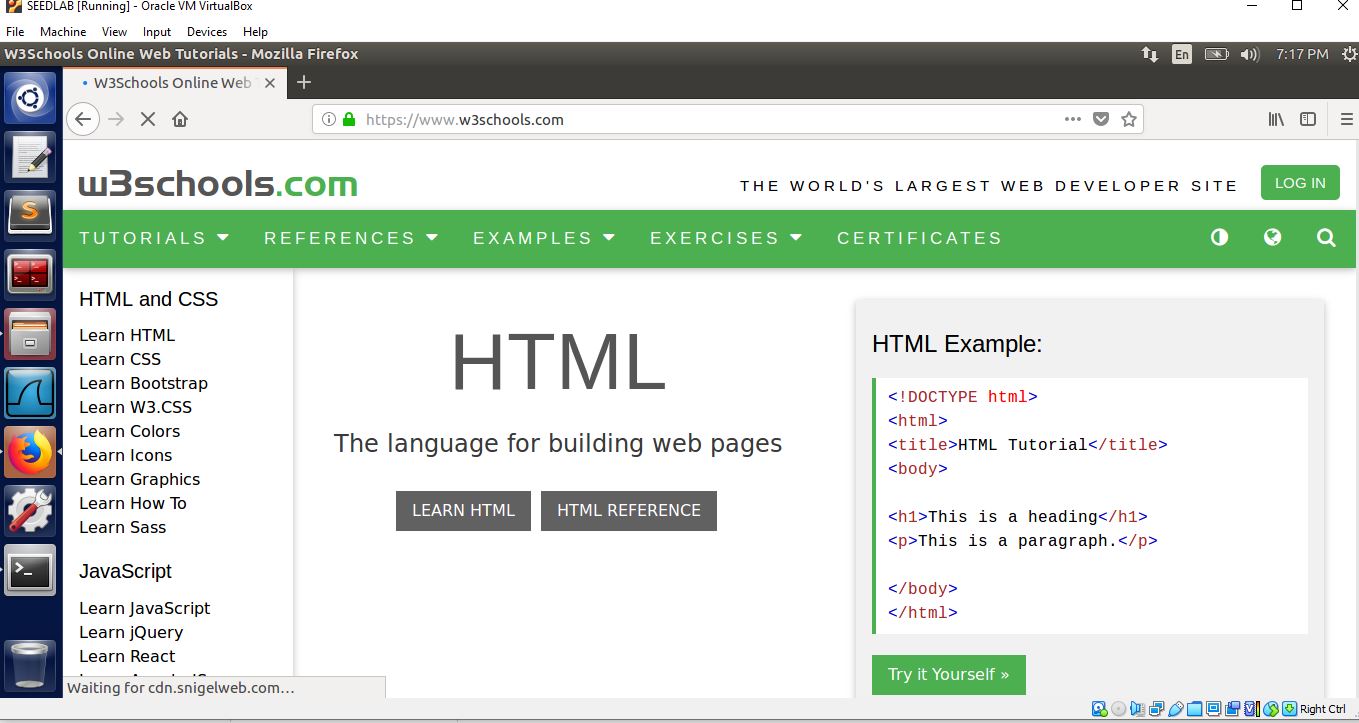 SEEDLAB [Running] - Oracle VM VirtualBox
File Machine View Input Devices Help
W3Schools Online Web Tutorials - Mozilla Firefox
En
7:17 PM
W3Schools Online Web
https://www.w3schools.com
w3schools.com
THE WORLD'S LARGEST WEB DEVELOPER SITE
LOG IN
TUTORIALS REFERENCES EXAMPLES EXERCISES CERTIFICATES
HTML and CSS
Learn HTML
Learn CSS
Learn Bootstrap
Learn W3.CSS
Learn Colors
Learn Icons
Learn Graphics
Learn How To
Learn Sass
JavaScript
Learn JavaScript
Learn jQuery
Learn React
Waiting for cdn.snigelweb.com…
HTML
The language for building web pages
LEARN HTML
HTML REFERENCE
HTML Example:
<!DOCTYPE html>
<html>
<title>HTML Tutorial</title>
<body>
<h1>This is a heading</h1>
<p>This is a paragraph.</p>
</body>
</html>
Try it Yourself »
Right Ctrl